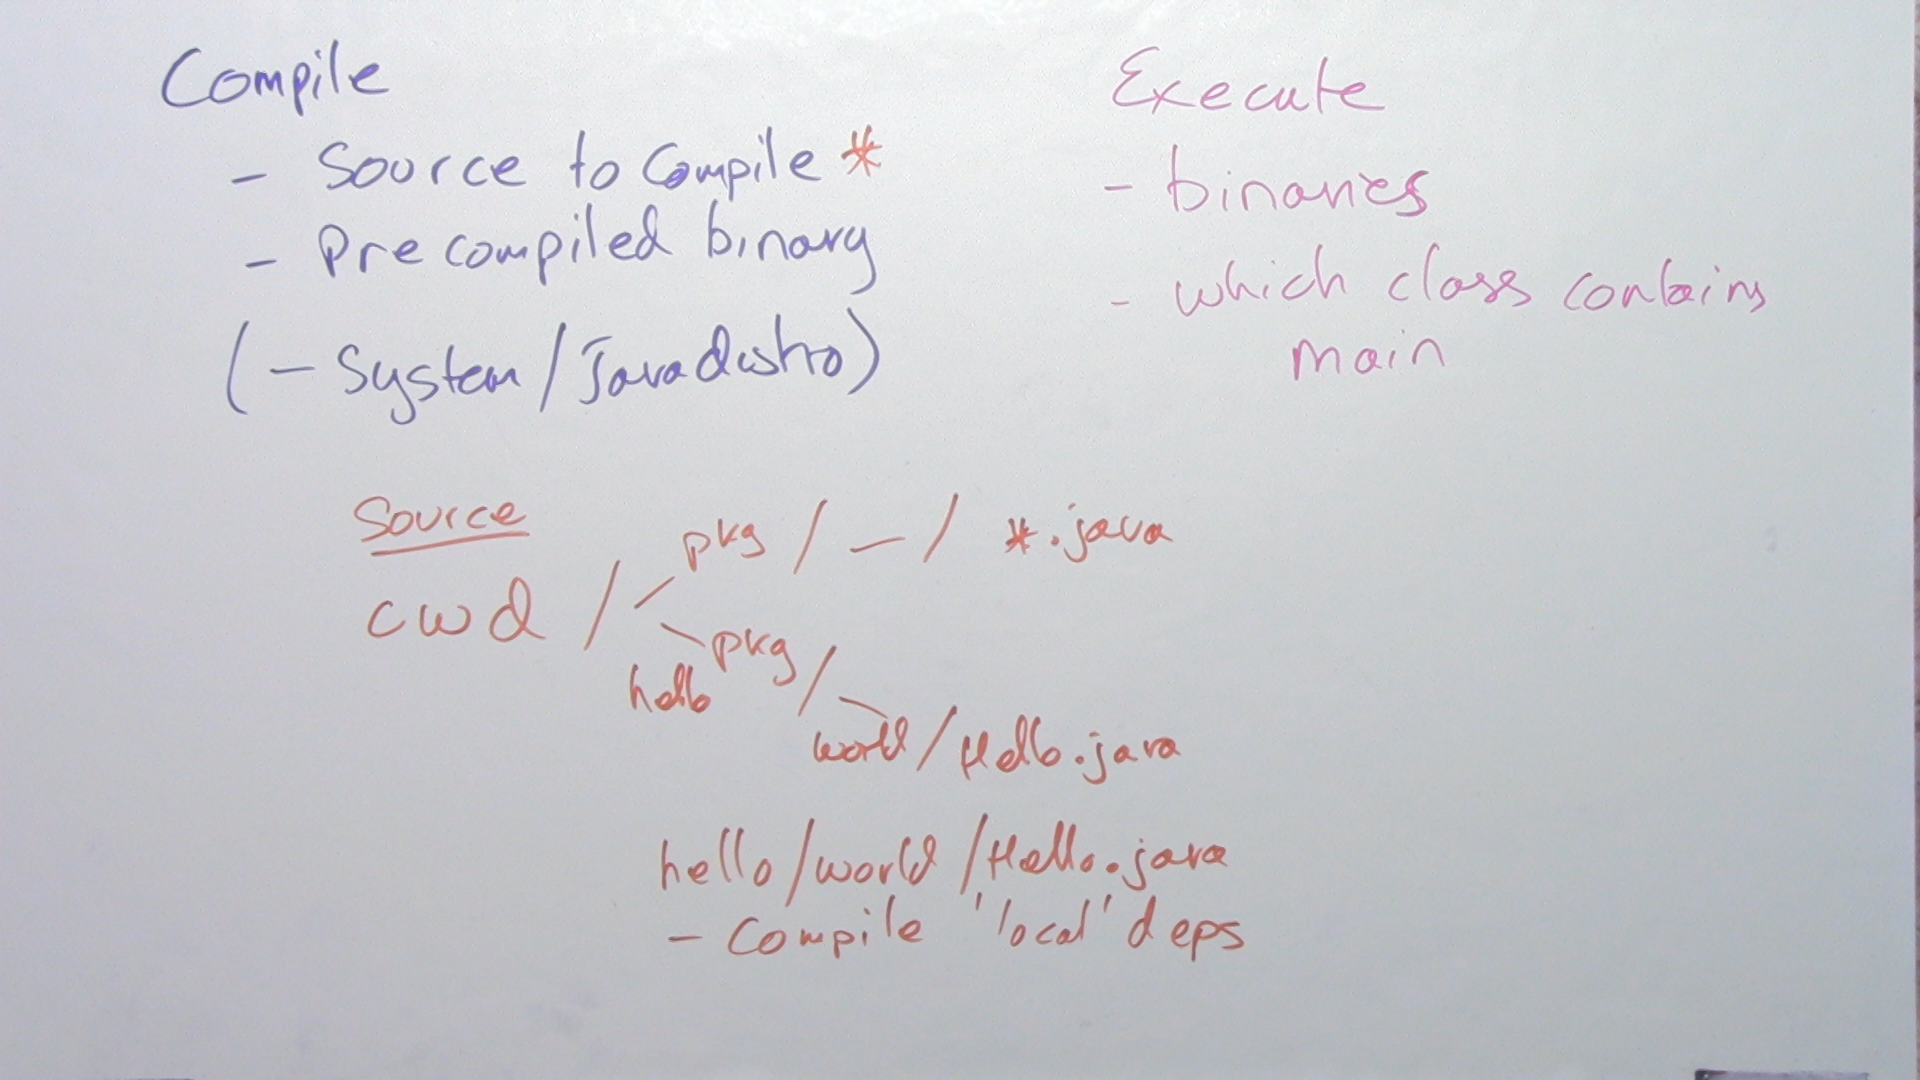 Compile
- Source to Compile *
- Pre compiled binary
(- System / Java distro)
Execute
- binaries
- which class contains
main
Source
cwd / pkg / - / *.java
pkg /
hello
world / Hello.java
hello / world / Hello.java
- Compile 'local' deps